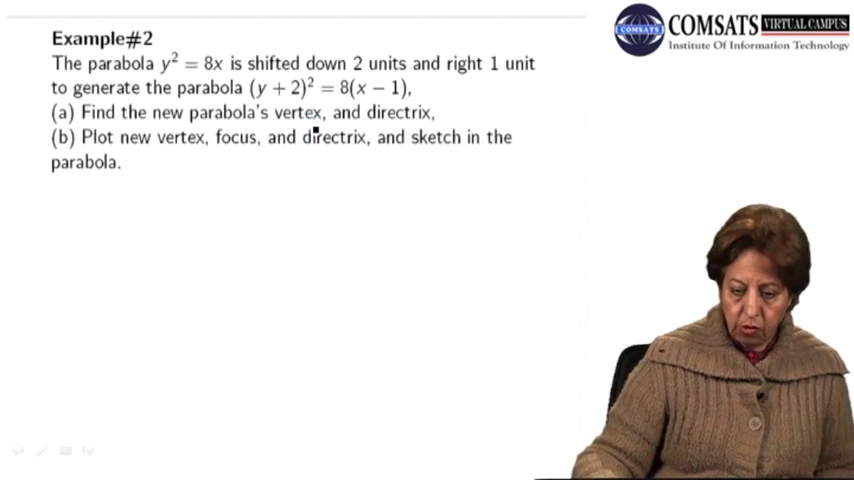 Example#2
The parabola y² = 8x is shifted down 2 units and right 1 unit
to generate the parabola (y + 2)² = 8(x − 1),
(a) Find the new parabola's vertex, and directrix,
(b) Plot new vertex, focus, and directrix, and sketch in the
parabola.
COMSATS
COMSATS VIRTUAL CAMPUS
Institute Of Information Technology